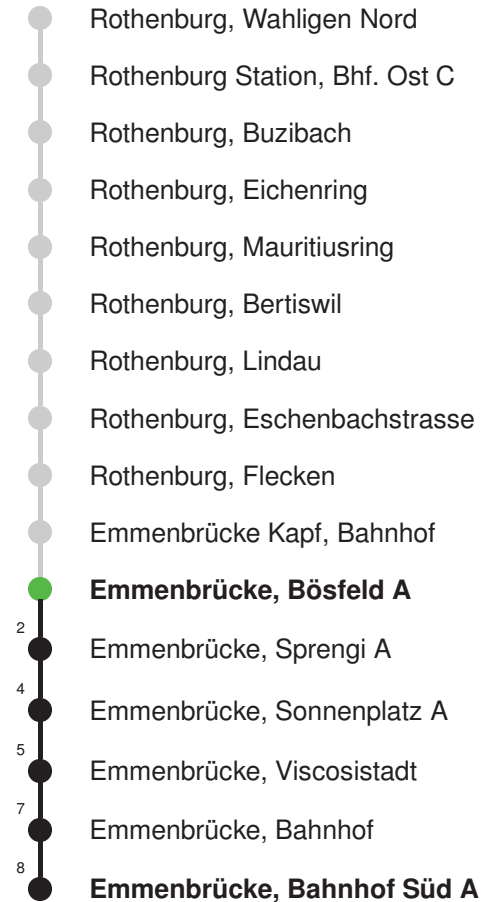 Rothenburg, Wahligen Nord
Rothenburg Station, Bhf. Ost C
Rothenburg, Buzibach
Rothenburg, Eichenring
Rothenburg, Mauritiusring
Rothenburg, Bertiswil
Rothenburg, Lindau
Rothenburg, Eschenbachstrasse
Rothenburg, Flecken
Emmenbrücke Kapf, Bahnhof
Emmenbrücke, Bösfeld A
2 Emmenbrücke, Sprengi A
4 Emmenbrücke, Sonnenplatz A
5 Emmenbrücke, Viscosistadt
7 Emmenbrücke, Bahnhof
8 Emmenbrücke, Bahnhof Süd A